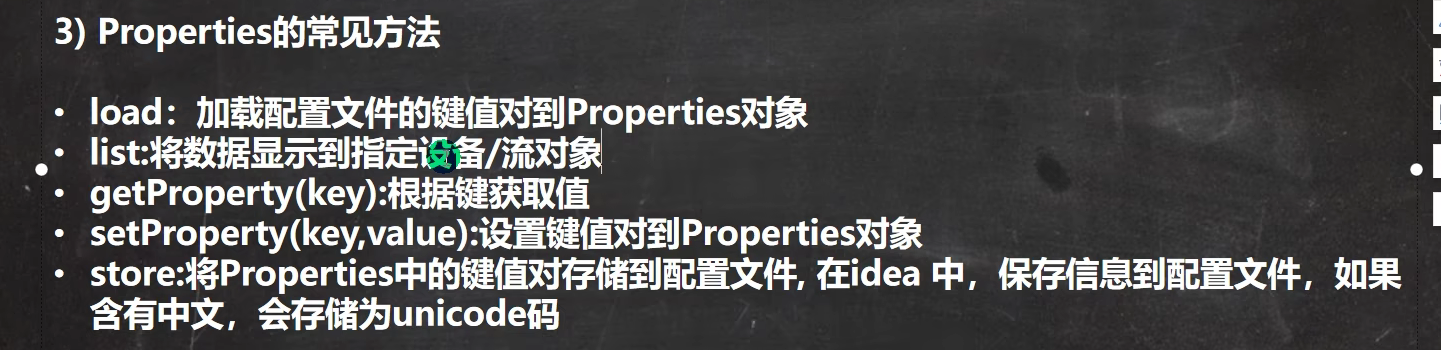 3) Properties的常见方法
• load：加载配置文件的键值对到Properties对象
• list:将数据显示到指定设备/流对象
• getProperty(key):根据键获取值
• setProperty(key,value):设置键值对到Properties对象
• store:将Properties中的键值对存储到配置文件, 在idea 中，保存信息到配置文件，如果
含有中文，会存储为unicode码